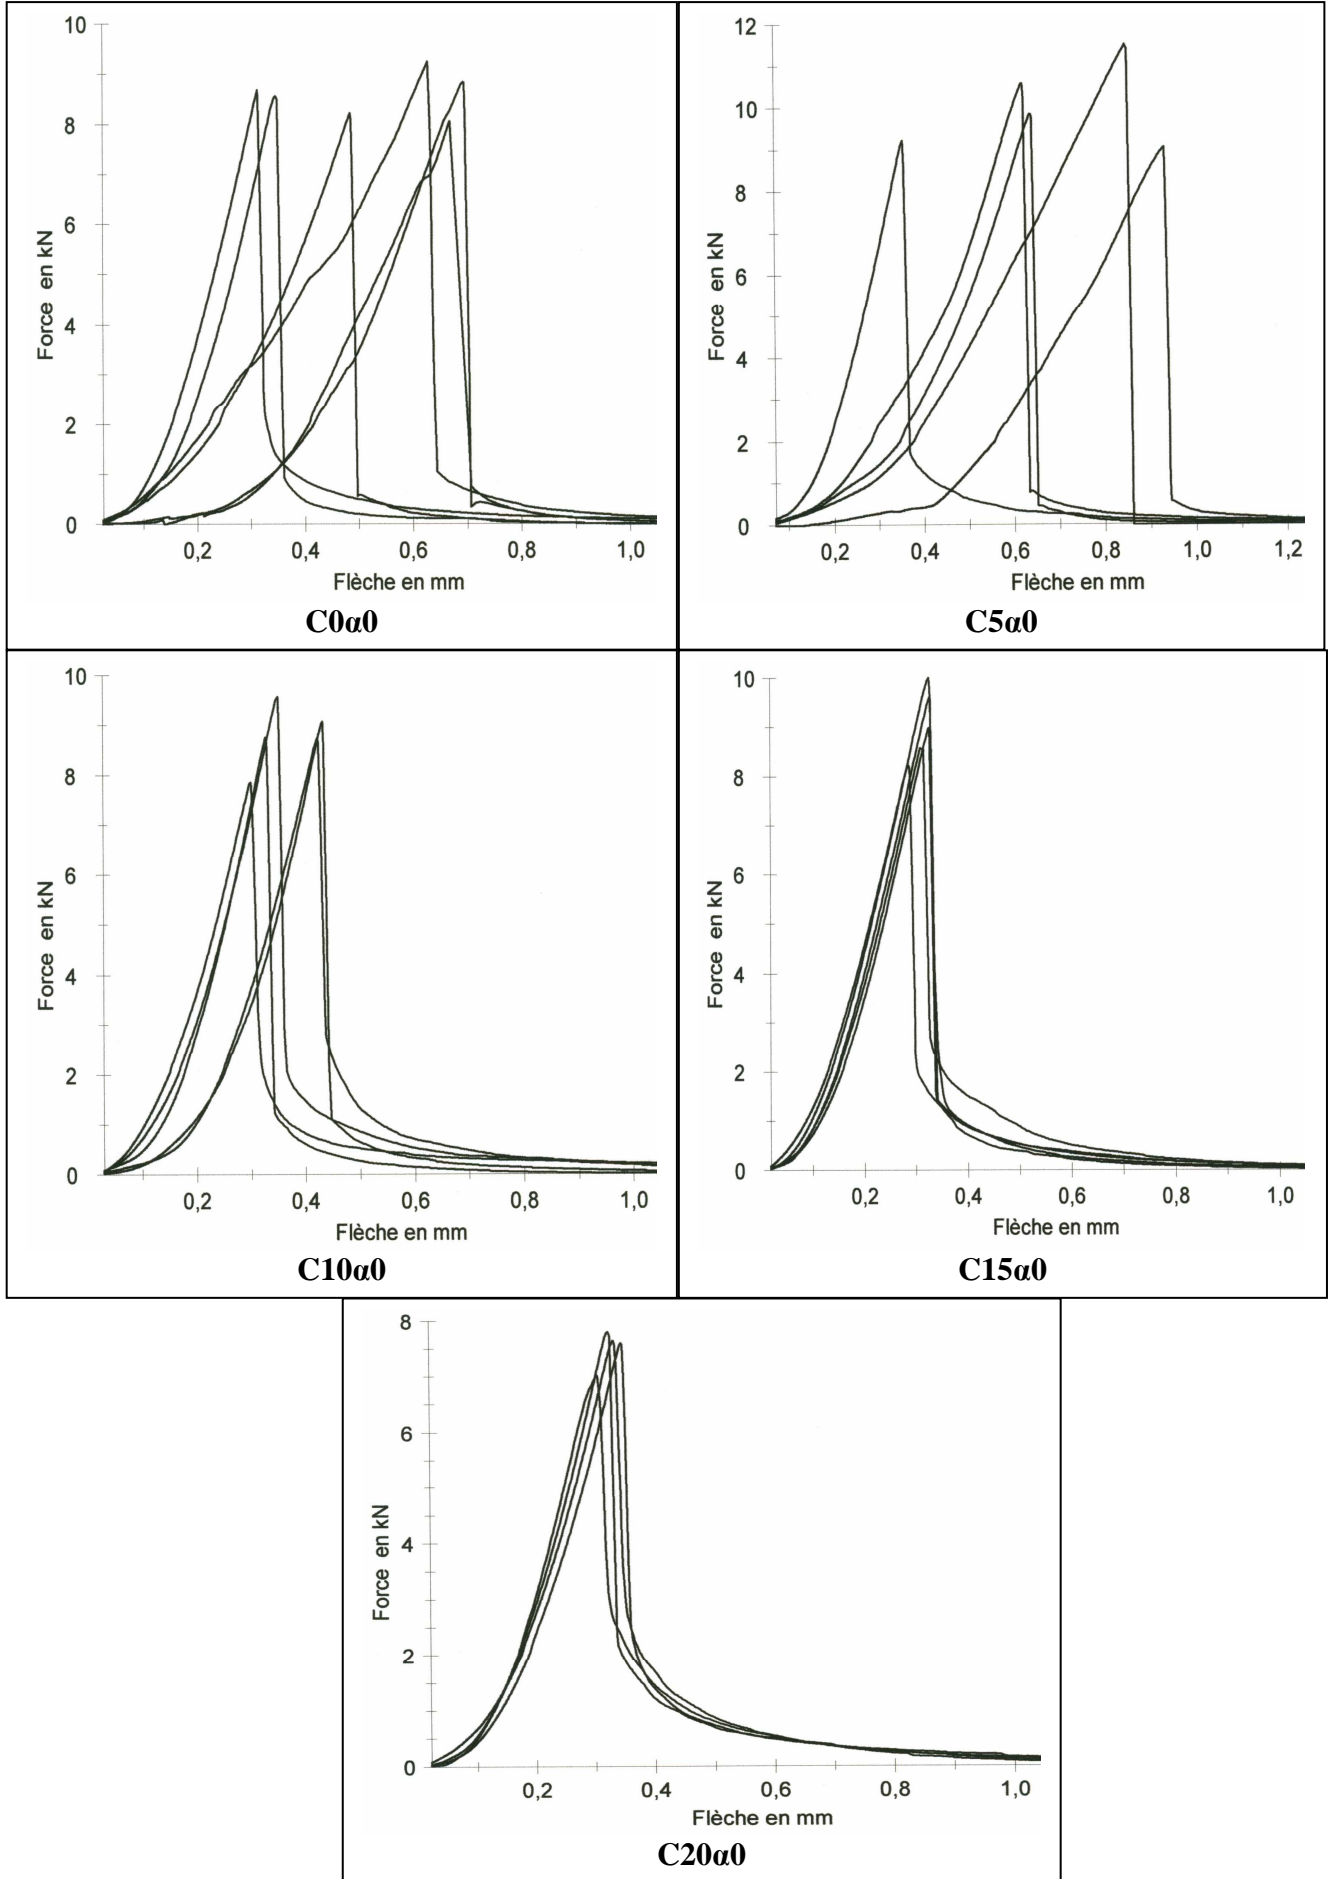 10
8
6
4
2
0
Force en kN
0,2 0,4 0,6 0,8 1,0
Flèche en mm
C0α0
12
10
8
6
4
2
0
Force en kN
0,2 0,4 0,6 0,8 1,0 1,2
Flèche en mm
C5α0
10
8
6
4
2
0
Force en kN
0,2 0,4 0,6 0,8 1,0
Flèche en mm
C10α0
10
8
6
4
2
0
Force en kN
0,2 0,4 0,6 0,8 1,0
Flèche en mm
C15α0
8
6
4
2
0
Force en kN
0,2 0,4 0,6 0,8 1,0
Flèche en mm
C20α0